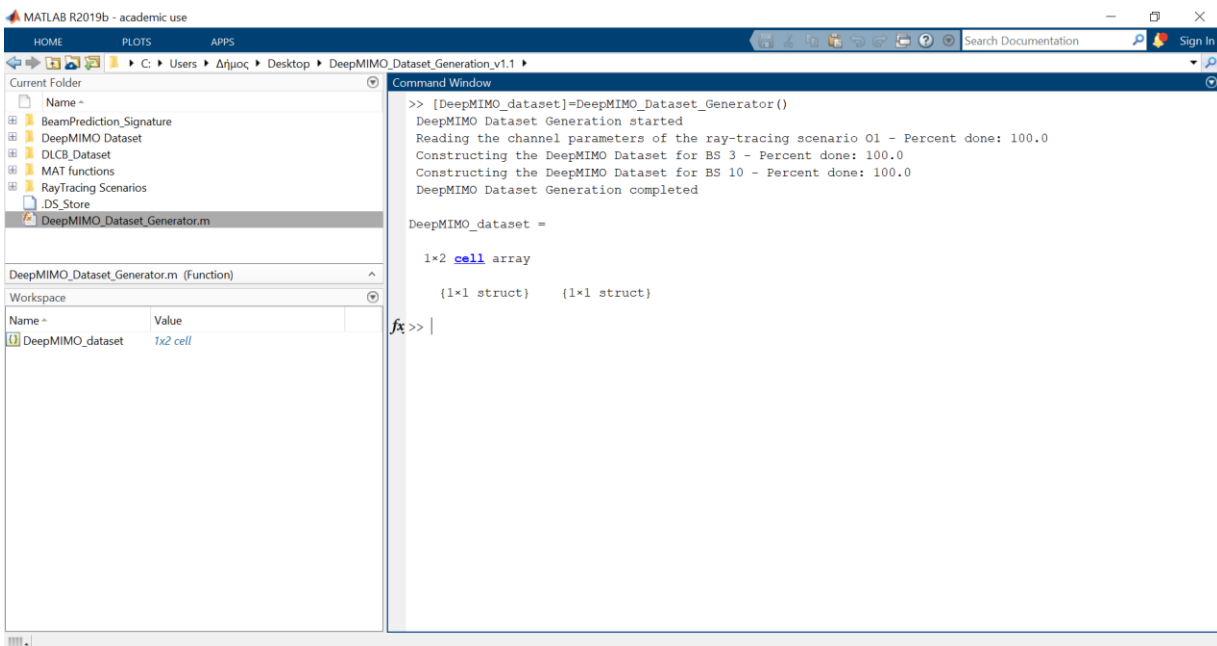 MATLAB R2019b - academic use
HOME PLOTS APPS
Search Documentation
Sign In
C: Users Δήμος Desktop DeepMIMO_Dataset_Generation_v1.1
Current Folder
Name
BeamPrediction_Signature
DeepMIMO Dataset
DLCB_Dataset
MAT functions
RayTracing Scenarios
.DS_Store
DeepMIMO_Dataset_Generator.m
DeepMIMO_Dataset_Generator.m (Function)
Workspace
Name Value
DeepMIMO_dataset 1x2 cell
Command Window
>> [DeepMIMO_dataset]=DeepMIMO_Dataset_Generator()
DeepMIMO Dataset Generation started
Reading the channel parameters of the ray-tracing scenario O1 - Percent done: 100.0
Constructing the DeepMIMO Dataset for BS 3 - Percent done: 100.0
Constructing the DeepMIMO Dataset for BS 10 - Percent done: 100.0
DeepMIMO Dataset Generation completed
DeepMIMO_dataset =
1×2 cell array
{1×1 struct} {1×1 struct}
fx >>